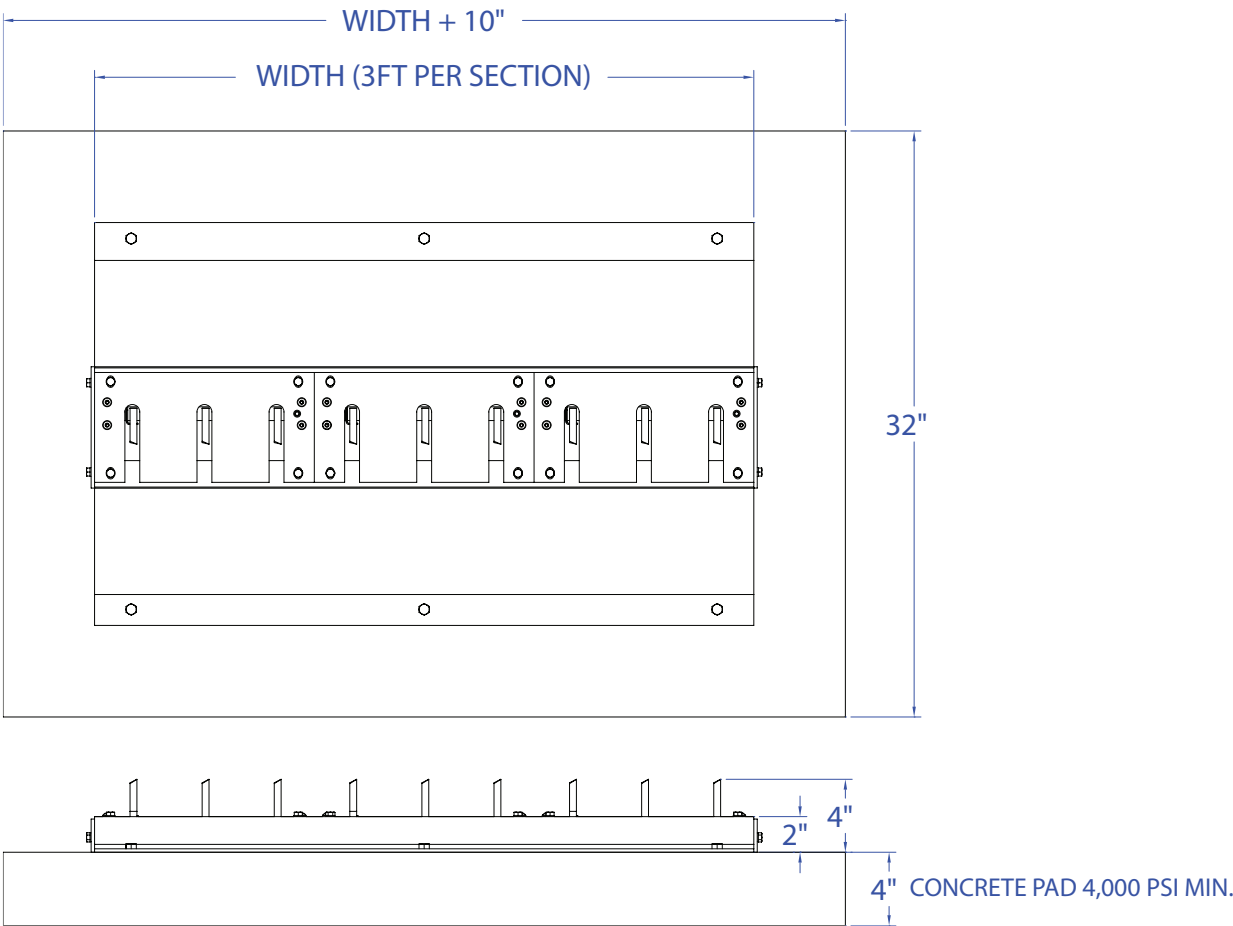 WIDTH + 10"
WIDTH (3FT PER SECTION)
32"
4"
2"
4" CONCRETE PAD 4,000 PSI MIN.